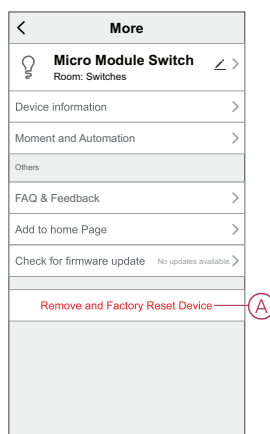 More
Micro Module Switch
Room: Switches
Device information
Moment and Automation
Others
FAQ & Feedback
Add to home Page
Check for firmware update No updates available.
Remove and Factory Reset Device
A